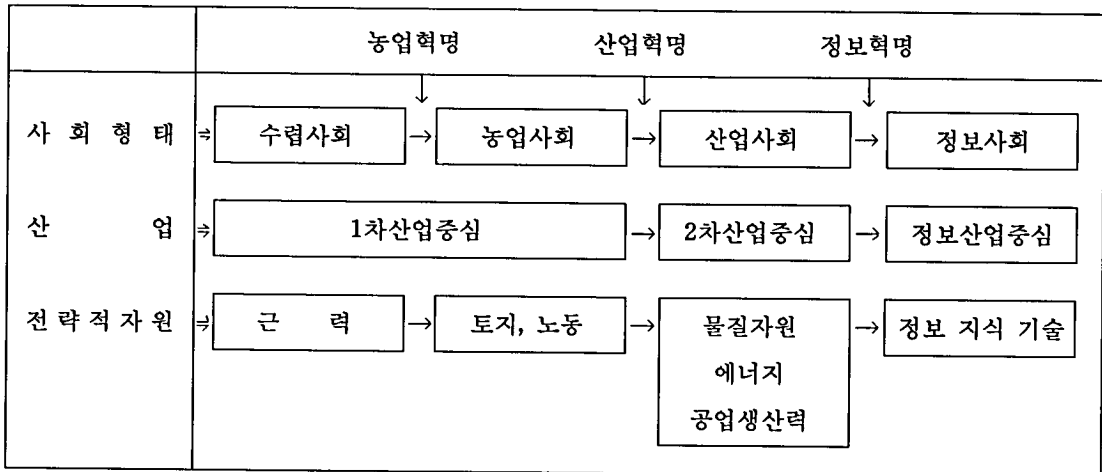 농업혁명 산업혁명 정보혁명
사 회 형 태 ⇒ 수렵사회 → 농업사회 → 산업사회 → 정보사회
산 업 ⇒ 1차산업중심 → 2차산업중심 → 정보산업중심
전략적자원 ⇒ 근 력 → 토지, 노동 → 물질자원 → 정보 지식 기술
에너지
공업생산력